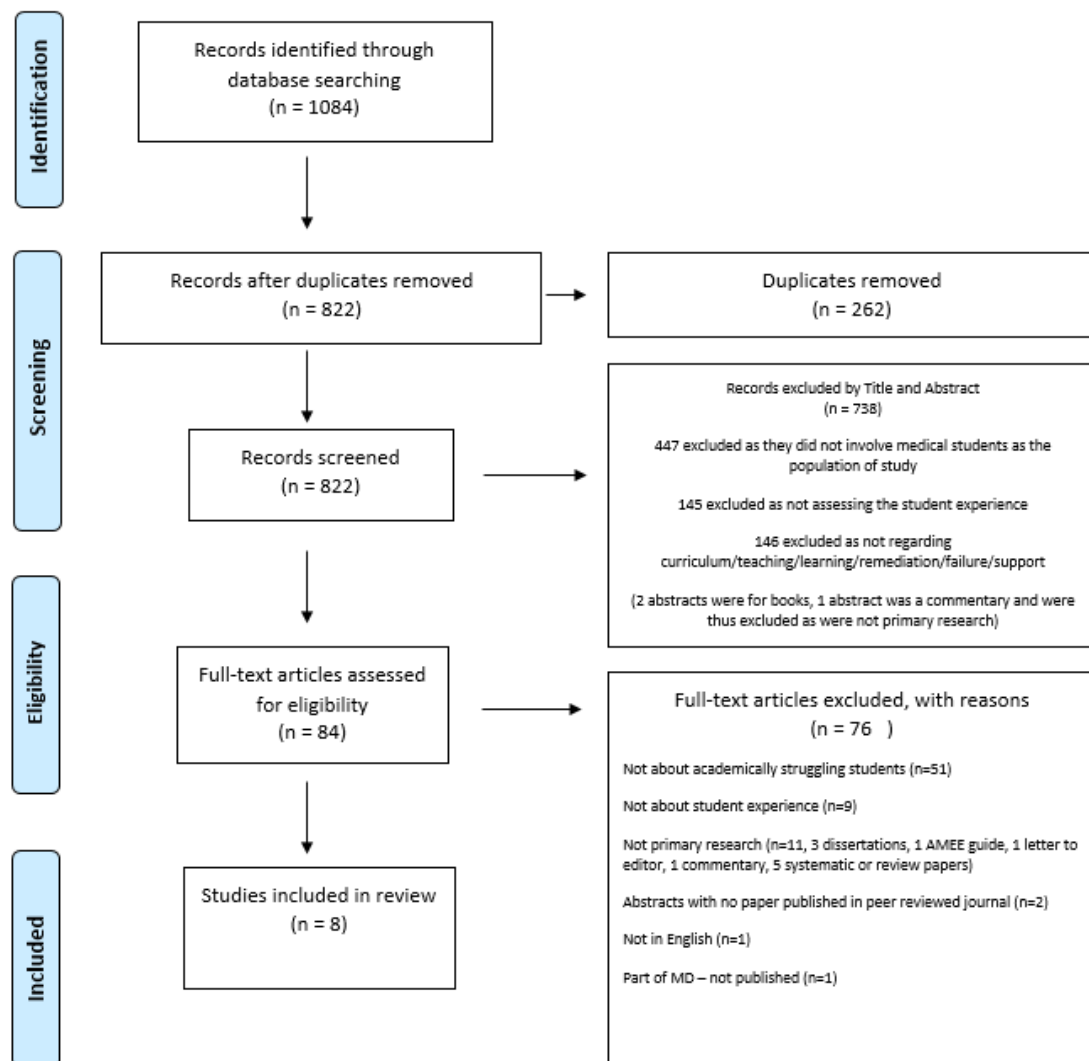 Identification
Records identified through
database searching
(n = 1084)
Screening
Records after duplicates removed
(n = 822)
Duplicates removed
(n = 262)
Records screened
(n = 822)
Records excluded by Title and Abstract
(n = 738)
447 excluded as they did not involve medical students as the
population of study
145 excluded as not assessing the student experience
146 excluded as not regarding
curriculum/teaching/learning/remediation/failure/support
(2 abstracts were for books, 1 abstract was a commentary and were
thus excluded as were not primary research)
Eligibility
Full-text articles assessed
for eligibility
(n = 84)
Full-text articles excluded, with reasons
(n = 76 )
Not about academically struggling students (n=51)
Not about student experience (n=9)
Not primary research (n=11, 3 dissertations, 1 AMEE guide, 1 letter to
editor, 1 commentary, 5 systematic or review papers)
Abstracts with no paper published in peer reviewed journal (n=2)
Not in English (n=1)
Part of MD – not published (n=1)
Included
Studies included in review
(n = 8)